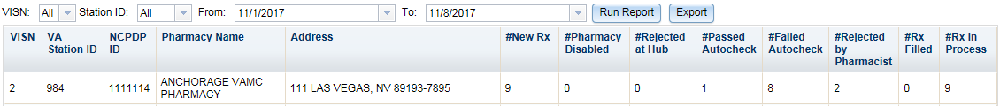 VISN: All Station ID: All From: 11/1/2017 To: 11/8/2017 Run Report Export
VISN VA Station ID NCPDP ID Pharmacy Name Address #New Rx #Pharmacy Disabled #Rejected at Hub #Passed Autocheck #Failed Autocheck #Rejected by Pharmacist #Rx Filled #Rx In Process
2 984 1111114 ANCHORAGE VAMC PHARMACY 111 LAS VEGAS, NV 89193-7895 9 0 0 1 8 2 0 9